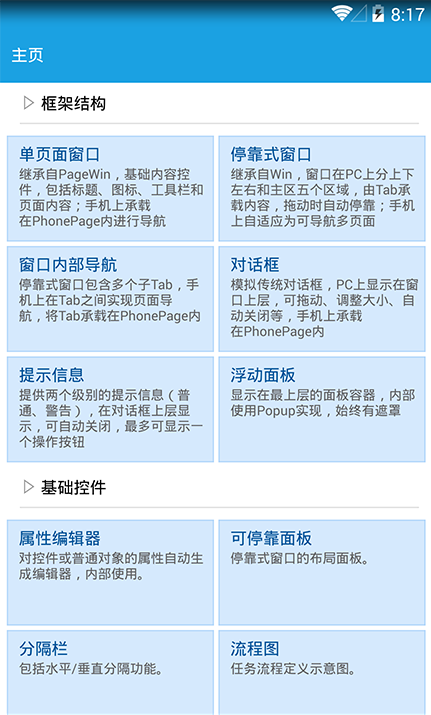 8:17
主页
框架结构
单页面窗口
继承自PageWin，基础内容控
件，包括标题、图标、工具栏和
页面内容；手机上承载
在PhonePage内进行导航
停靠式窗口
继承自Win，窗口在PC上分上下
左右和主区五个区域，由Tab承
载内容，拖动时自动停靠；手机
上自适应为可导航多页面
窗口内部导航
停靠式窗口包含多个子Tab，手
机上在Tab之间实现页面导
航，将Tab承载在PhonePage内
对话框
模拟传统对话框，PC上显示在窗
口上层，可拖动、调整大小、自
动关闭等，手机上承载
在PhonePage内
提示信息
提供两个级别的提示信息（普
通、警告），在对话框上层显
示，可自动关闭，最多可显示一
个操作按钮
浮动面板
显示在最上层的面板容器，内部
使用Popup实现，始终有遮罩
基础控件
属性编辑器
对控件或普通对象的属性自动生
成编辑器，内部使用。
可停靠面板
停靠式窗口的布局面板。
分隔栏
包括水平/垂直分隔功能。
流程图
任务流程定义示意图。